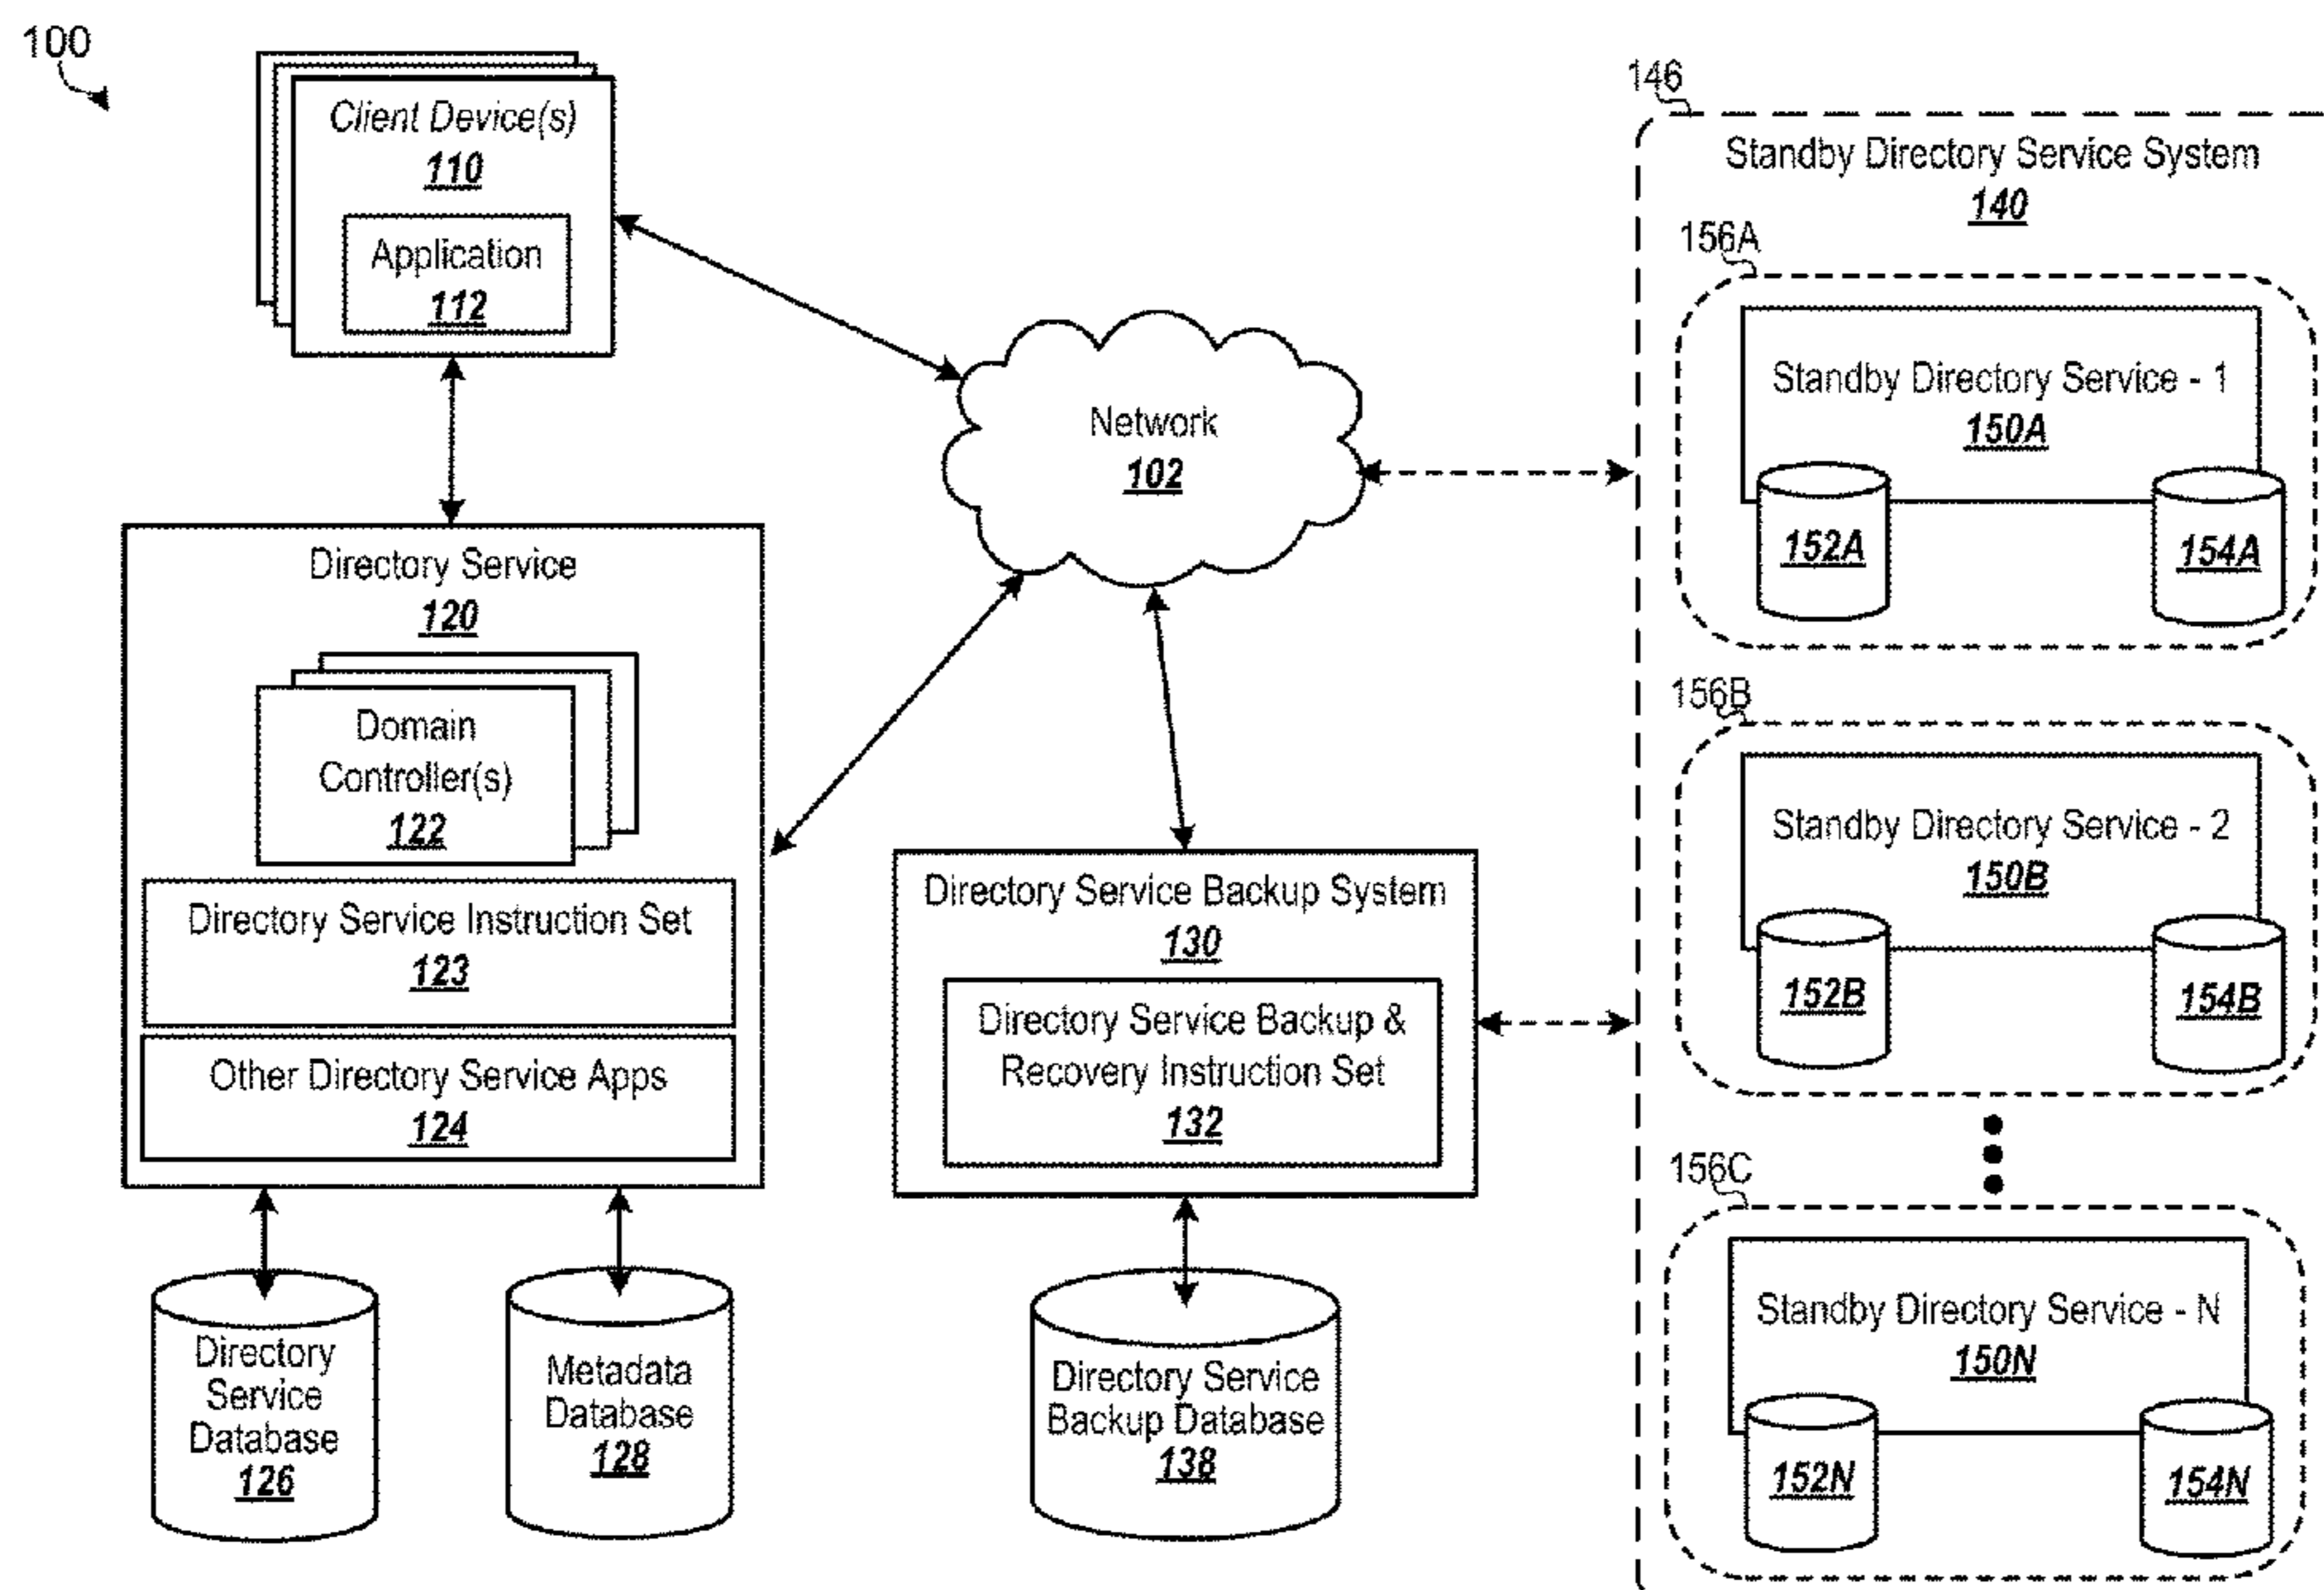 100
Client Device(s)
110
Application
112
Network
102
Directory Service
120
Domain
Controller(s)
122
Directory Service Instruction Set
123
Other Directory Service Apps
124
Directory
Service
Database
126
Metadata
Database
128
Directory Service Backup System
130
Directory Service Backup &
Recovery Instruction Set
132
Directory Service
Backup Database
138
146
Standby Directory Service System
140
156A
Standby Directory Service - 1
150A
152A
154A
156B
Standby Directory Service - 2
150B
152B
154B
156C
Standby Directory Service - N
150N
152N
154N